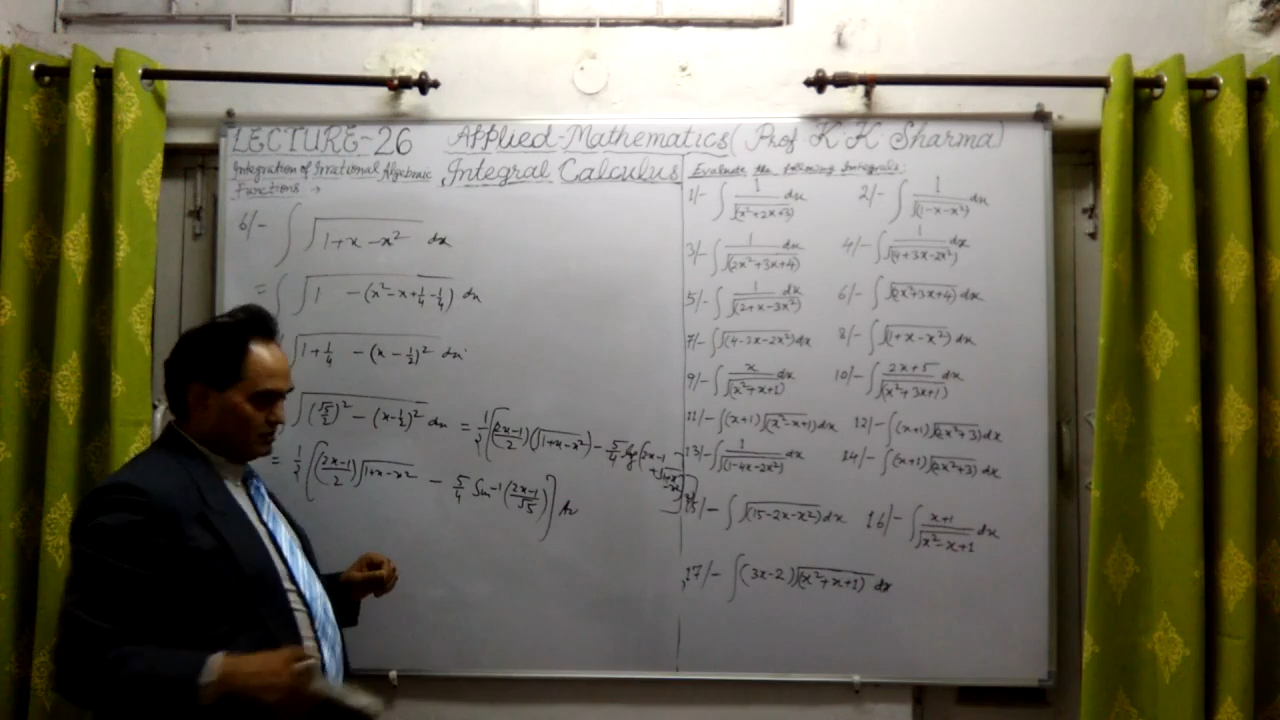 LECTURE-26 Applied-Mathematics ( Prof K.K. Sharma)
Integration of Irrational Algebraic Functions →
Integral Calculus
6/- ∫ √(1+x-x²) dx
= ∫ √(1 -(x²-x+1/4-1/4)) dx
∫ √(1+1/4 -(x-1/2)²) dx
∫ √((√5/2)² -(x-1/2)²) dx = 1/2[(2x-1)/2 (√(1+x-x²)) - 5/4 log(2x-1 + √(1+x-x²))]
= 1/2[((2x-1)/2) √(1+x-x²) - 5/4 Sin⁻¹((2x-1)/√5)]
Evaluate the following Integrals:
1/- ∫ 1/√(x²+2x+3) dx 2/- ∫ 1/√(1-x-x²) dx
3/- ∫ 1/√(2x²+3x+4) dx 4/- ∫ 1/√(4+3x-2x²) dx
5/- ∫ 1/√(2+x-3x²) dx 6/- ∫ √(2x²+3x+4) dx
7/- ∫ √(4-3x-2x²) dx 8/- ∫ √(1+x-x²) dx
9/- ∫ x/√(x²+x+1) dx 10/- ∫ (2x+5)/√(x²+3x+1) dx
11/- ∫(x+1)√(x²-x+1) dx 12/- ∫(x+1)√(2x²+3) dx
13/- ∫ 1/√(1-4x-2x²) dx 14/- ∫(x+1)√(2x²+3) dx
15/- ∫ √(15-2x-x²) dx 16/- ∫ (x+1)/√(x²-x+1) dx
17/- ∫(3x-2)√(x²+x+1) dx